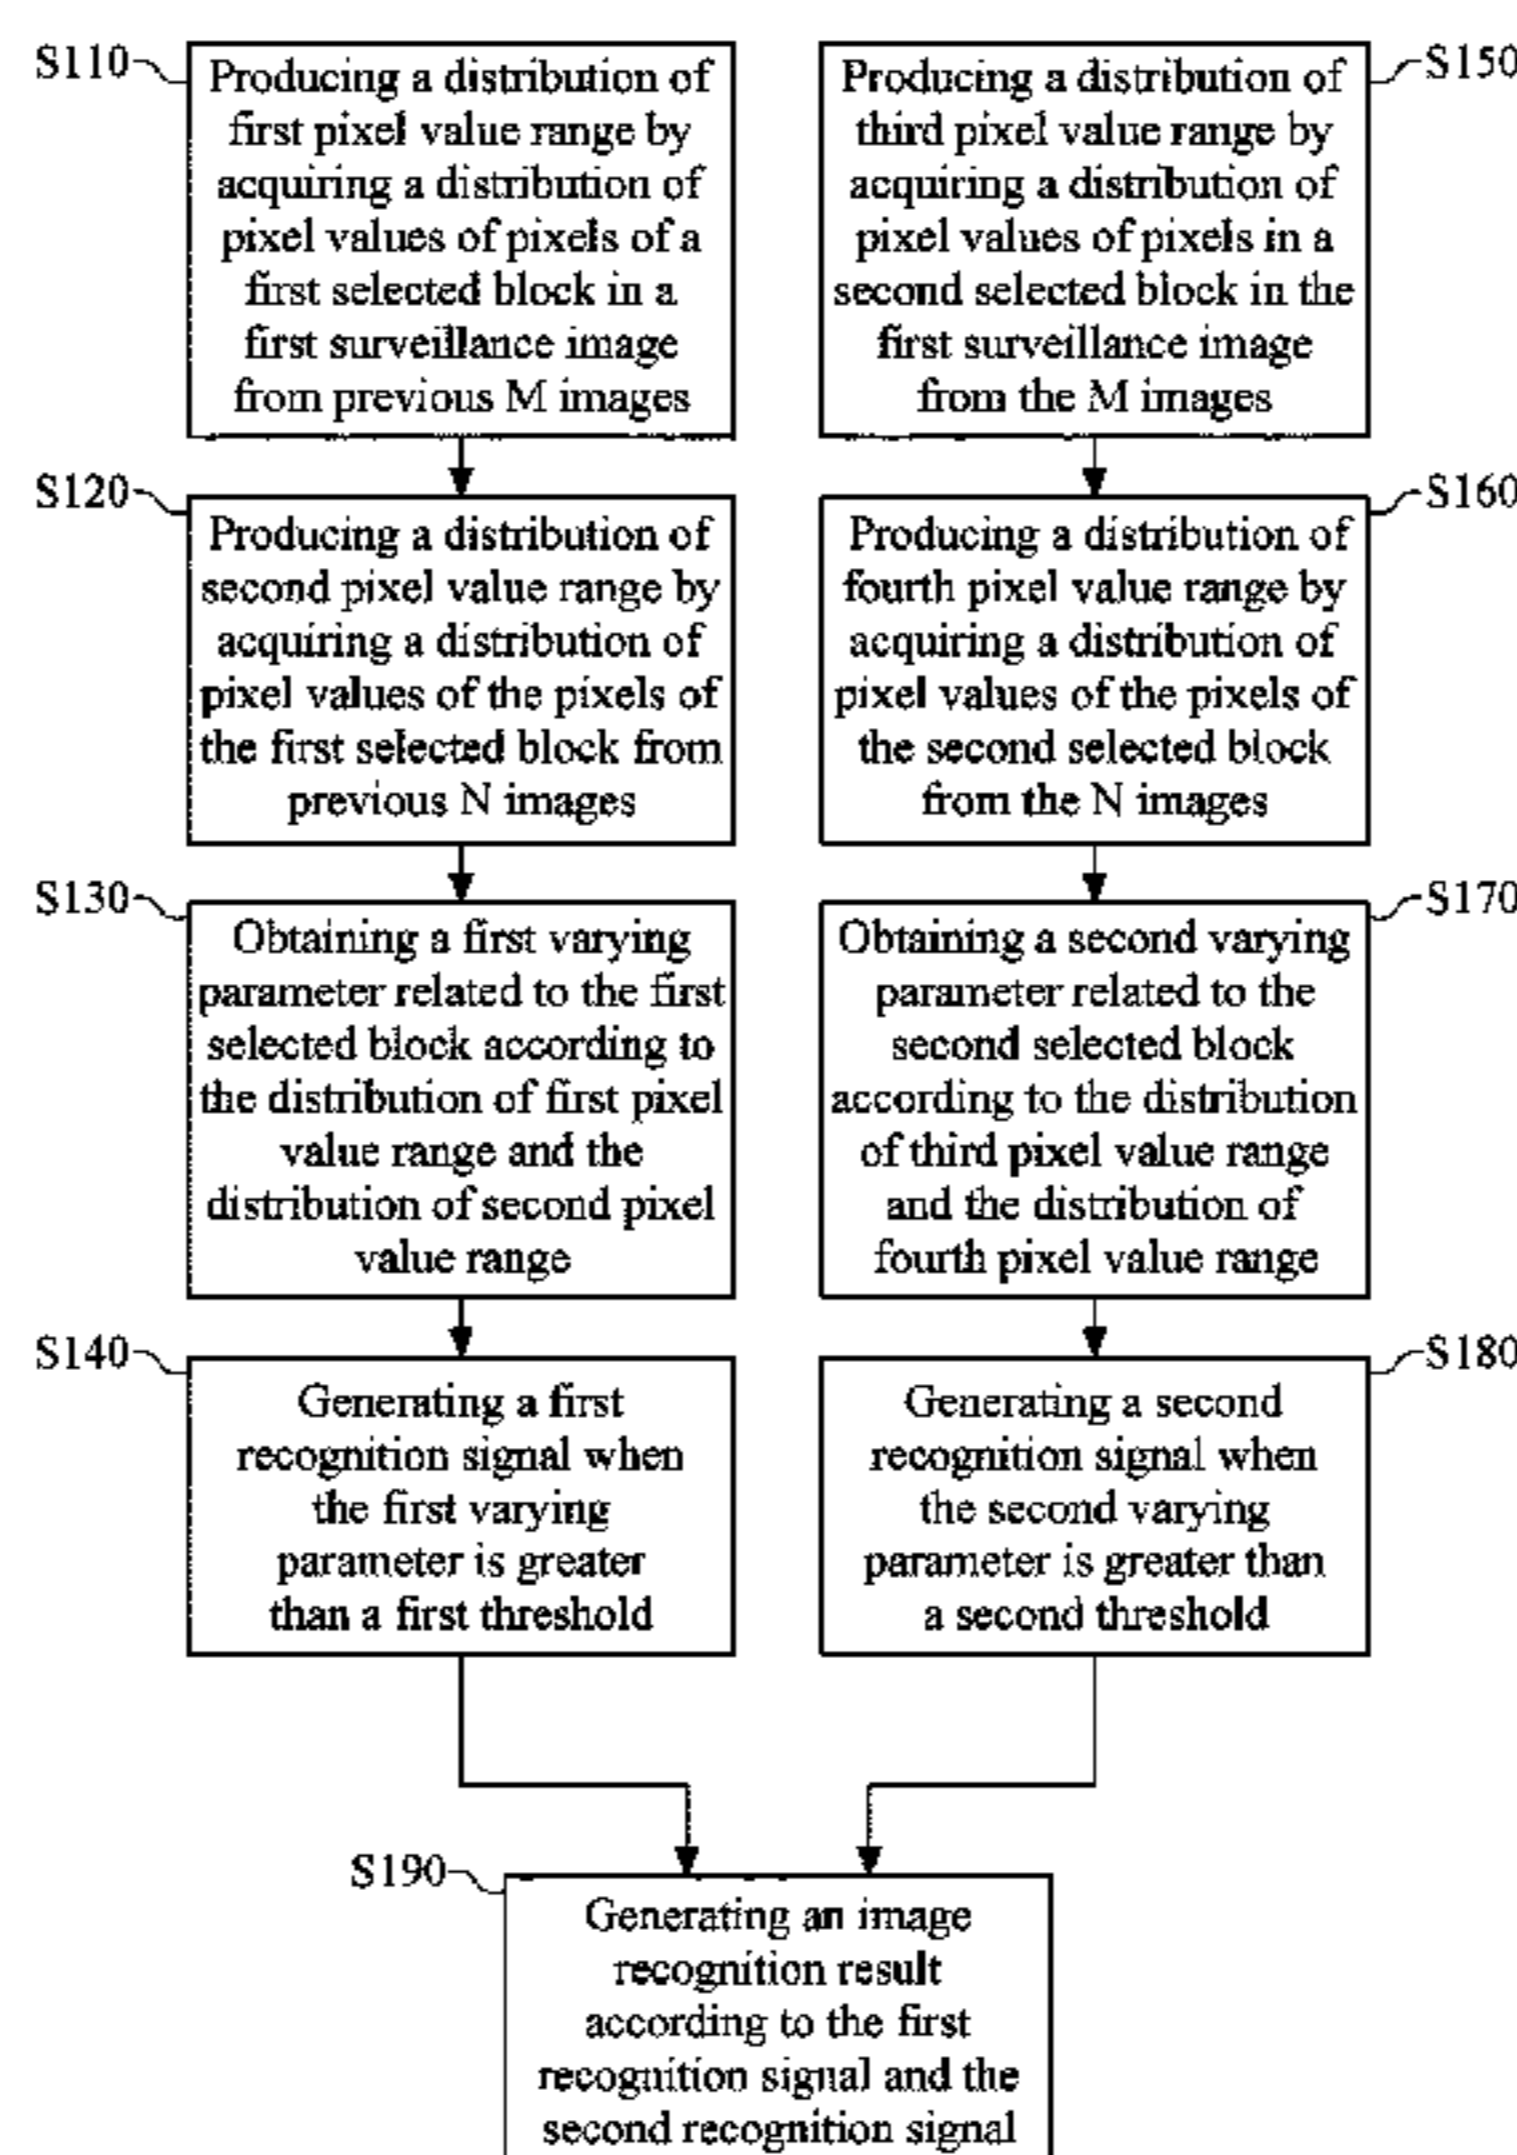 S110
Producing a distribution of
first pixel value range by
acquiring a distribution of
pixel values of pixels of a
first selected block in a
first surveillance image
from previous M images
S120
Producing a distribution of
second pixel value range by
acquiring a distribution of
pixel values of the pixels of
the first selected block from
previous N images
S130
Obtaining a first varying
parameter related to the first
selected block according to
the distribution of first pixel
value range and the
distribution of second pixel
value range
S140
Generating a first
recognition signal when
the first varying
parameter is greater
than a first threshold
S150
Producing a distribution of
third pixel value range by
acquiring a distribution of
pixel values of pixels in a
second selected block in the
first surveillance image
from the M images
S160
Producing a distribution of
fourth pixel value range by
acquiring a distribution of
pixel values of the pixels of
the second selected block
from the N images
S170
Obtaining a second varying
parameter related to the
second selected block
according to the distribution
of third pixel value range
and the distribution of
fourth pixel value range
S180
Generating a second
recognition signal when
the second varying
parameter is greater than
a second threshold
S190
Generating an image
recognition result
according to the first
recognition signal and the
second recognition signal